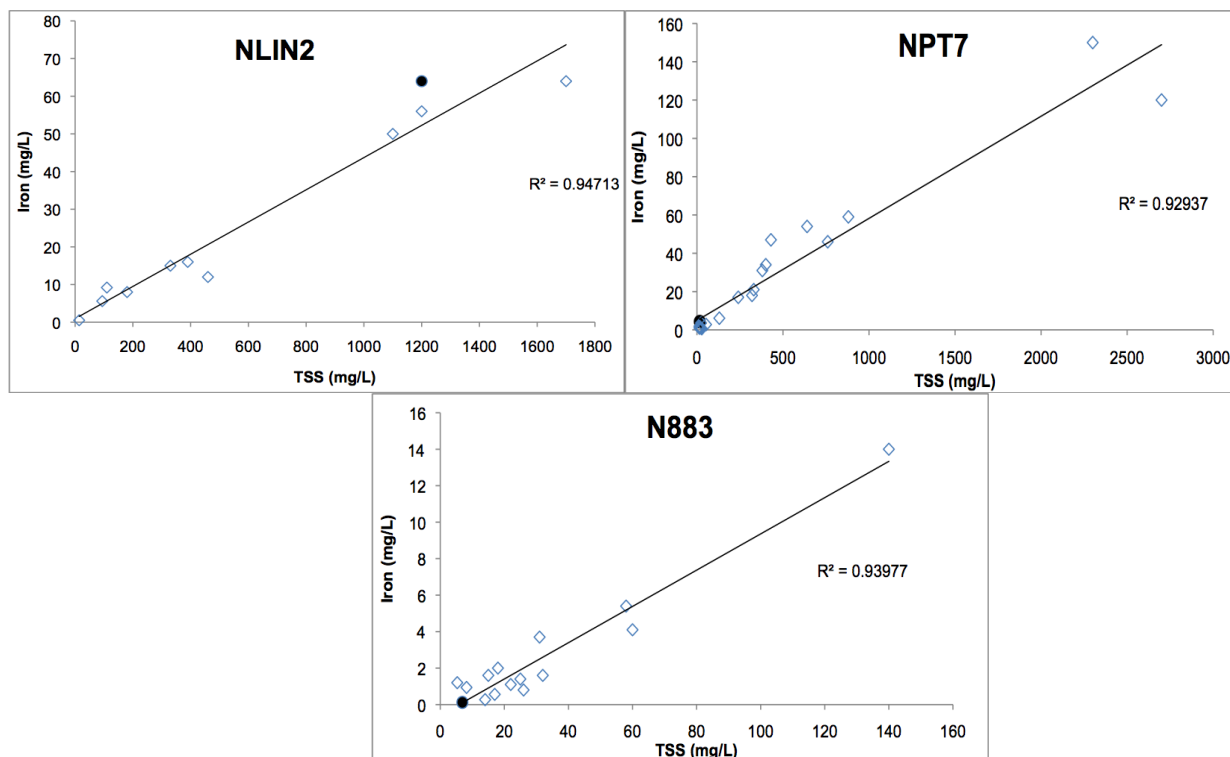 NLIN2
80
70
60
50
40
30
20
10
0
Iron (mg/L)
R² = 0.94713
0 200 400 600 800 1000 1200 1400 1600 1800
TSS (mg/L)
NPT7
160
140
120
100
80
60
40
20
0
Iron (mg/L)
R² = 0.92937
0 500 1000 1500 2000 2500 3000
TSS (mg/L)
N883
16
14
12
10
8
6
4
2
0
Iron (mg/L)
R² = 0.93977
0 20 40 60 80 100 120 140 160
TSS (mg/L)